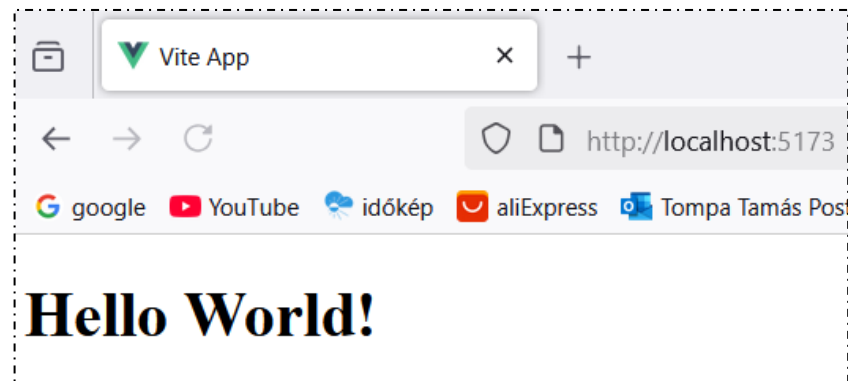 Vite App
http://localhost:5173
google YouTube időkép aliExpress Tompa Tamás Post
Hello World!